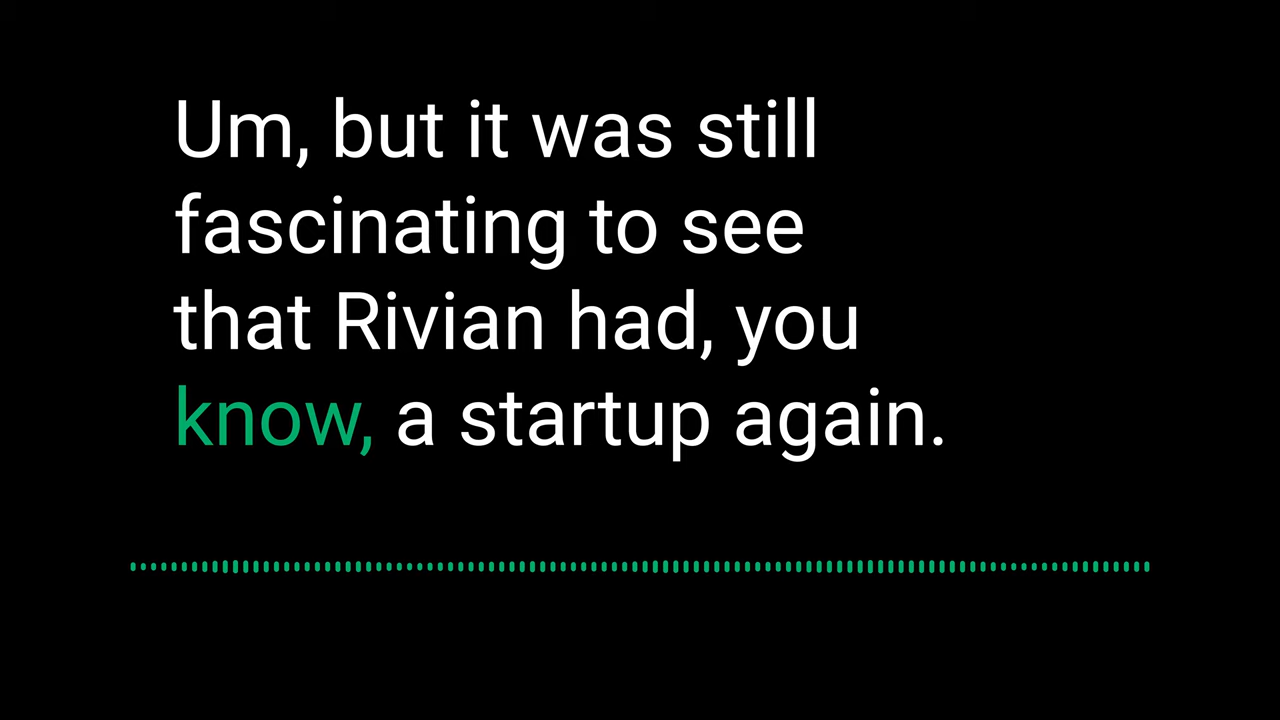 Um, but it was still
fascinating to see
that Rivian had, you
know, a startup again.